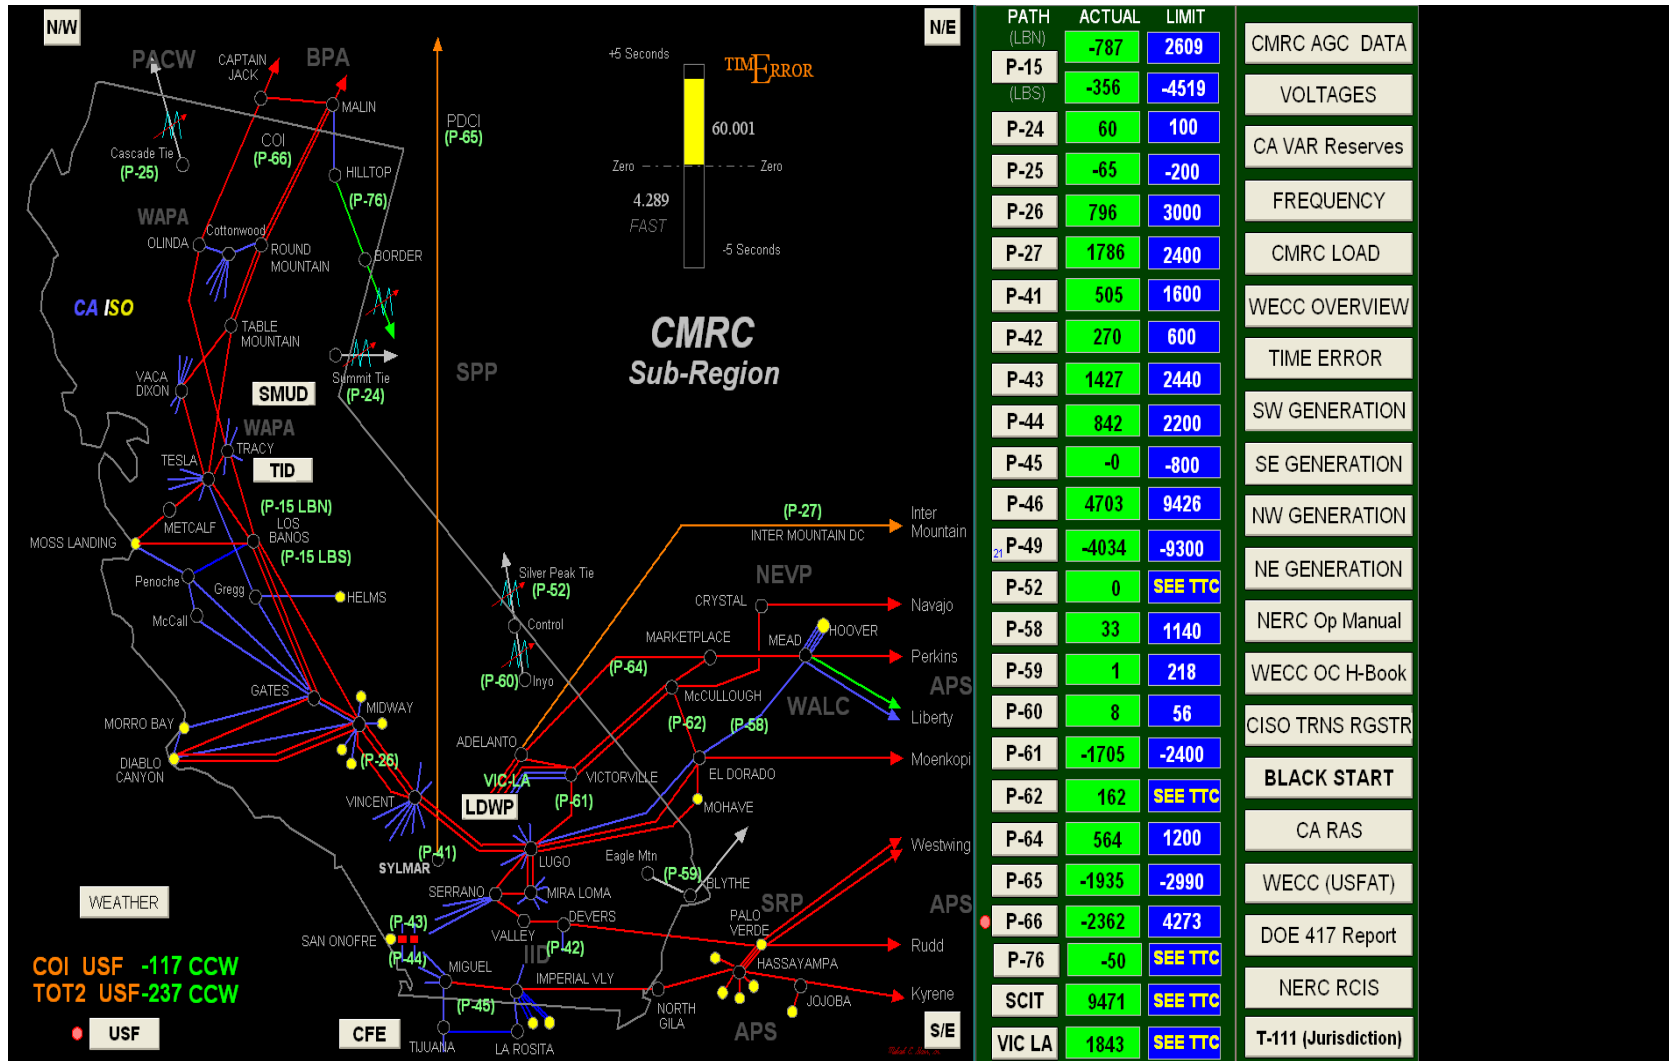 N/W
N/E
PACW
CAPTAIN
JACK
BPA
MALIN
+5 Seconds
TIMERROR
60.001
Zero
Zero
4.289
FAST
-5 Seconds
PDCI
(P-65)
COI
(P-66)
Cascade Tie
(P-25)
HILLTOP
(P-76)
WAPA
OLINDA
Cottonwood
ROUND
MOUNTAIN
BORDER
CA ISO
TABLE
MOUNTAIN
CMRC
Sub-Region
SPP
Summit Tie
(P-24)
VACA
DIXON
SMUD
WAPA
TRACY
TESLA
TID
(P-15 LBN)
METCALF
LOS
BANOS
MOSS LANDING
(P-15 LBS)
(P-27)
INTER MOUNTAIN DC
Inter
Mountain
Penoche
Gregg
HELMS
McCall
Silver Peak Tie
(P-52)
Control
NEVP
CRYSTAL
Navajo
HOOVER
MEAD
MARKETPLACE
Perkins
(P-64)
(P-60)
Inyo
McCULLOUGH
APS
WALC
Liberty
GATES
MIDWAY
MORRO BAY
(P-62)
(P-58)
ADELANTO
DIABLO
CANYON
(P-26)
VIC-LA
VICTORVILLE
EL DORADO
Moenkopi
VINCENT
LDWP
(P-61)
MOHAVE
(P-41)
SYLMAR
LUGO
Eagle Mtn
(P-59)
BLYTHE
Westwing
SERRANO
MIRA LOMA
SRP
APS
WEATHER
(P-43)
DEVERS
VALLEY
(P-42)
PALO
VERDE
SAN ONOFRE
(P-44)
IID
Rudd
COI USF -117 CCW
TOT2 USF-237 CCW
MIGUEL
IMPERIAL VLY
HASSAYAMPA
(P-45)
NORTH
GILA
JOJOBA
Kyrene
USF
CFE
TIJUANA
LA ROSITA
APS
S/E
PATH ACTUAL LIMIT
(LBN) -787 2609
P-15
(LBS) -356 -4519
P-24 60 100
P-25 -65 -200
P-26 796 3000
P-27 1786 2400
P-41 505 1600
P-42 270 600
P-43 1427 2440
P-44 842 2200
P-45 -0 -800
P-46 4703 9426
21 P-49 -4034 -9300
P-52 0 SEE TTC
P-58 33 1140
P-59 1 218
P-60 8 56
P-61 -1705 -2400
P-62 162 SEE TTC
P-64 564 1200
P-65 -1935 -2990
P-66 -2362 4273
P-76 -50 SEE TTC
SCIT 9471 SEE TTC
VIC LA 1843 SEE TTC
CMRC AGC DATA
VOLTAGES
CA VAR Reserves
FREQUENCY
CMRC LOAD
WECC OVERVIEW
TIME ERROR
SW GENERATION
SE GENERATION
NW GENERATION
NE GENERATION
NERC Op Manual
WECC OC H-Book
CISO TRNS RGSTR
BLACK START
CA RAS
WECC (USFAT)
DOE 417 Report
NERC RCIS
T-111 (Jurisdiction)